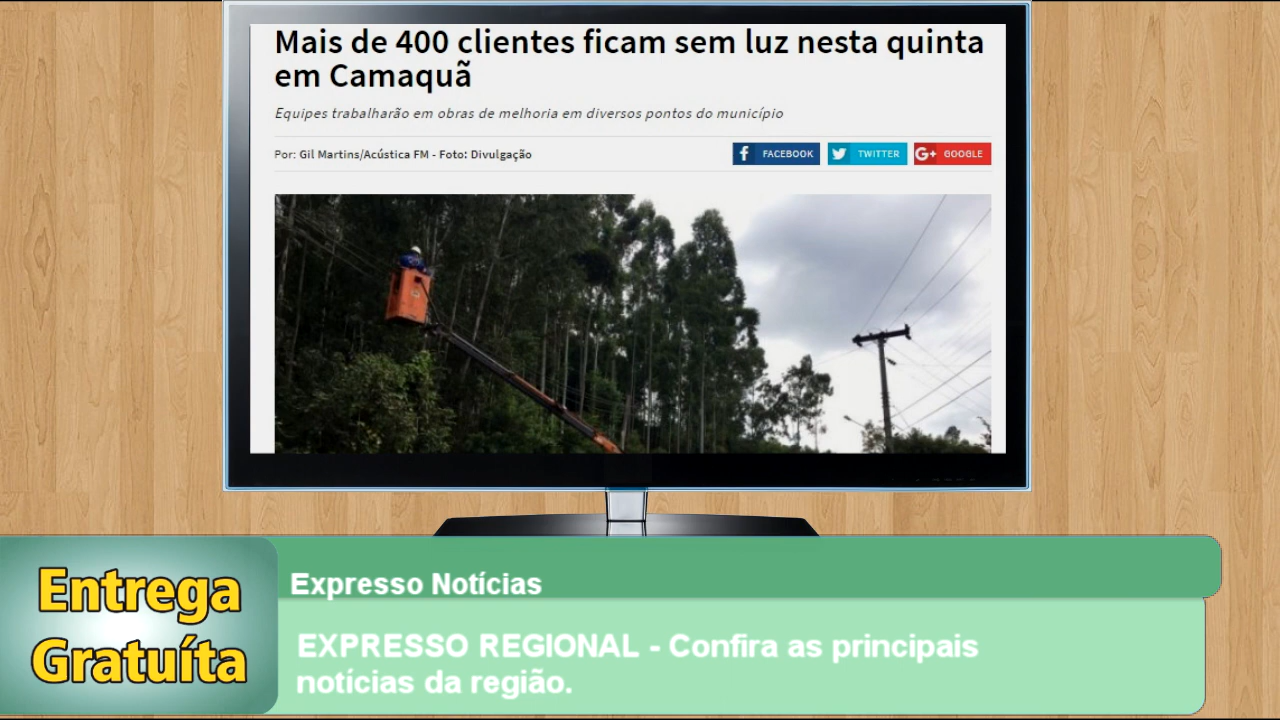 Mais de 400 clientes ficam sem luz nesta quinta
em Camaquã
Equipes trabalharão em obras de melhoria em diversos pontos do município
Por: Gil Martins/Acústica FM - Foto: Divulgação
FACEBOOK
TWITTER
G+ GOOGLE
Entrega
Gratuíta
Expresso Notícias
EXPRESSO REGIONAL - Confira as principais
notícias da região.